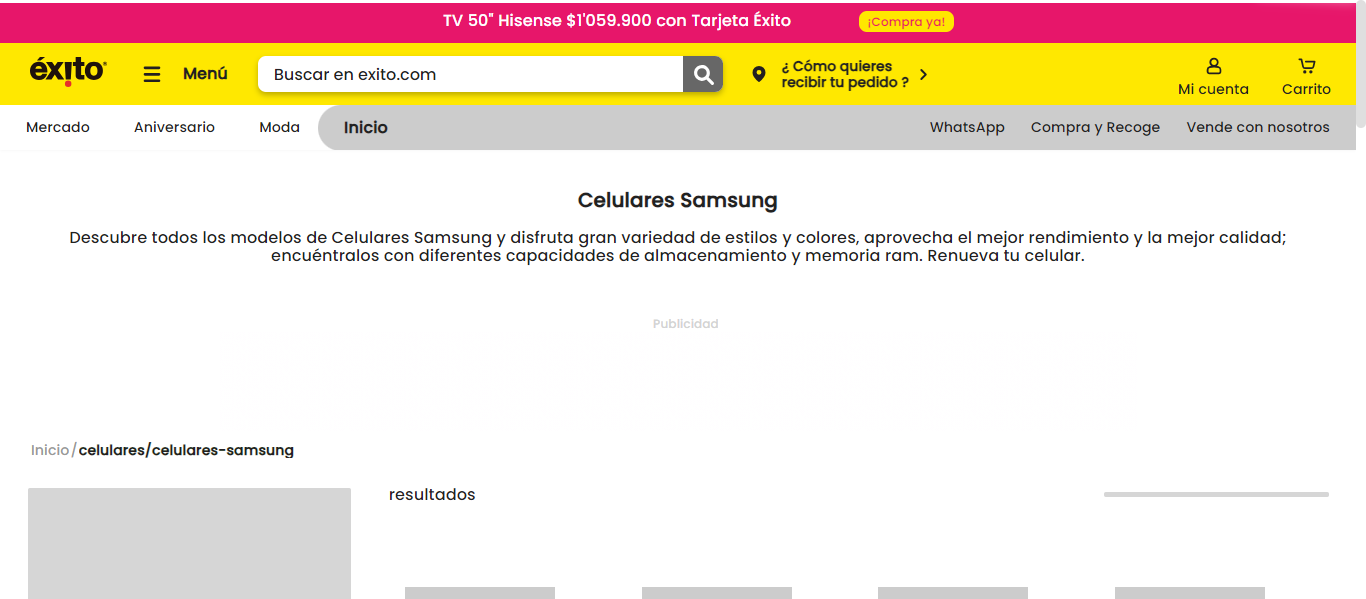 TV 50" Hisense $1'059.900 con Tarjeta Éxito
¡Compra ya!
éxito
Menú
Buscar en exito.com
¿ Cómo quieres
recibir tu pedido ?
Mi cuenta
Carrito
Mercado
Aniversario
Moda
Inicio
WhatsApp
Compra y Recoge
Vende con nosotros
Celulares Samsung
Descubre todos los modelos de Celulares Samsung y disfruta gran variedad de estilos y colores, aprovecha el mejor rendimiento y la mejor calidad;
encuéntralos con diferentes capacidades de almacenamiento y memoria ram. Renueva tu celular.
Publicidad
Inicio/celulares/celulares-samsung
resultados